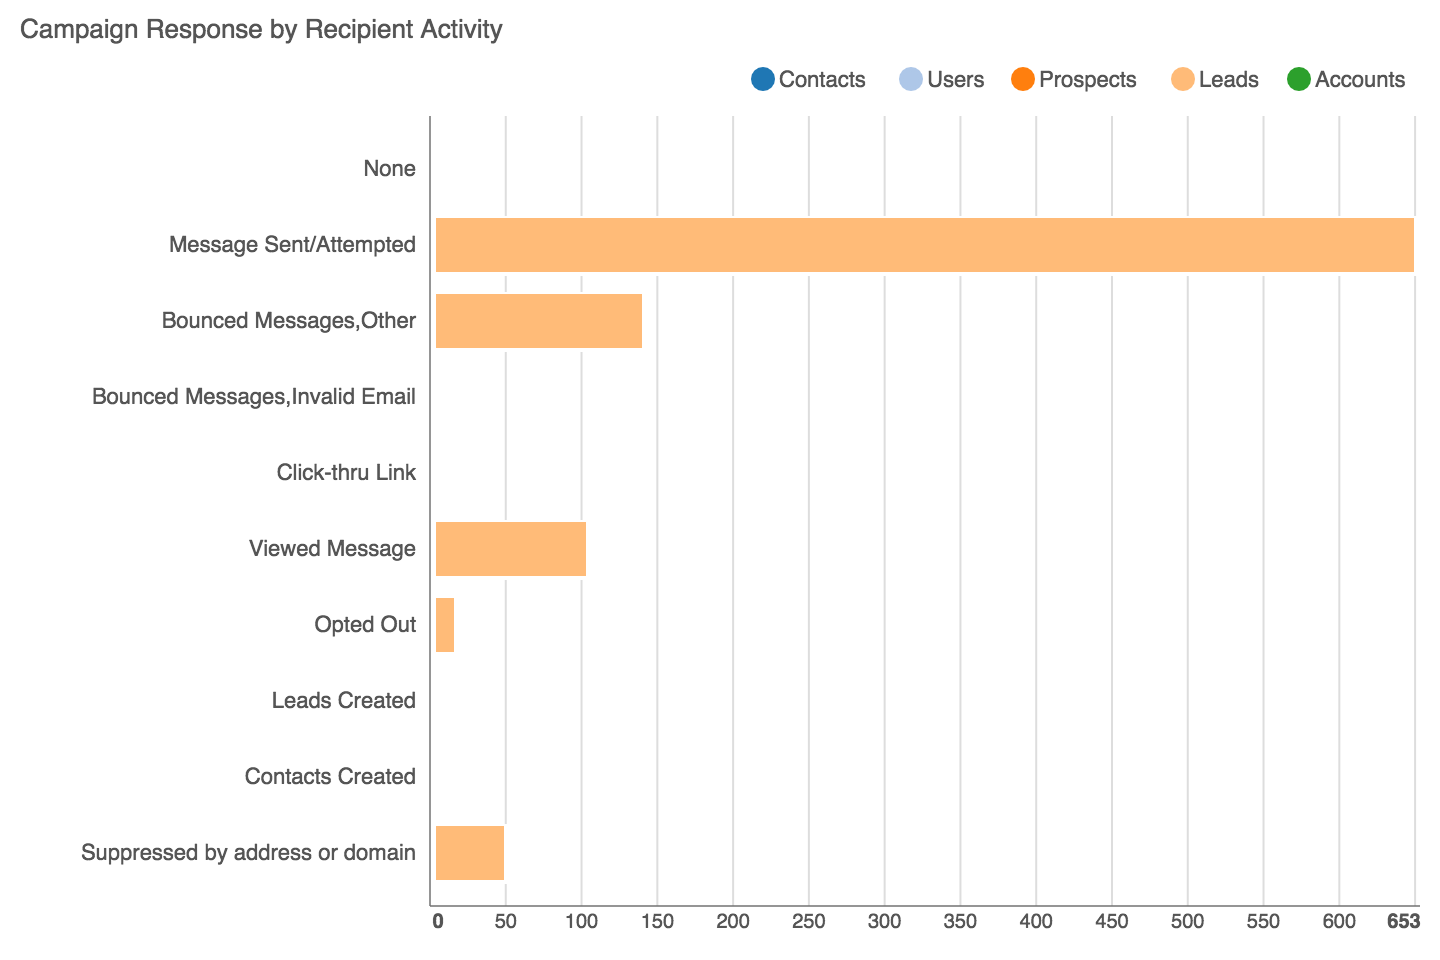 Campaign Response by Recipient Activity
Contacts Users Prospects Leads Accounts
None
Message Sent/Attempted
Bounced Messages,Other
Bounced Messages,Invalid Email
Click-thru Link
Viewed Message
Opted Out
Leads Created
Contacts Created
Suppressed by address or domain
0 50 100 150 200 250 300 350 400 450 500 550 600 653